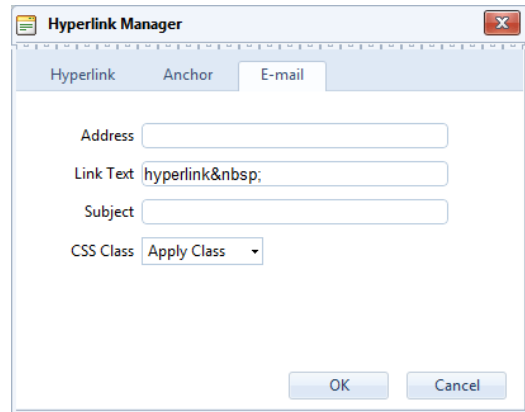 Hyperlink Manager
Hyperlink Anchor E-mail
Address
Link Text hyperlink&nbsp;
Subject
CSS Class Apply Class
OK Cancel